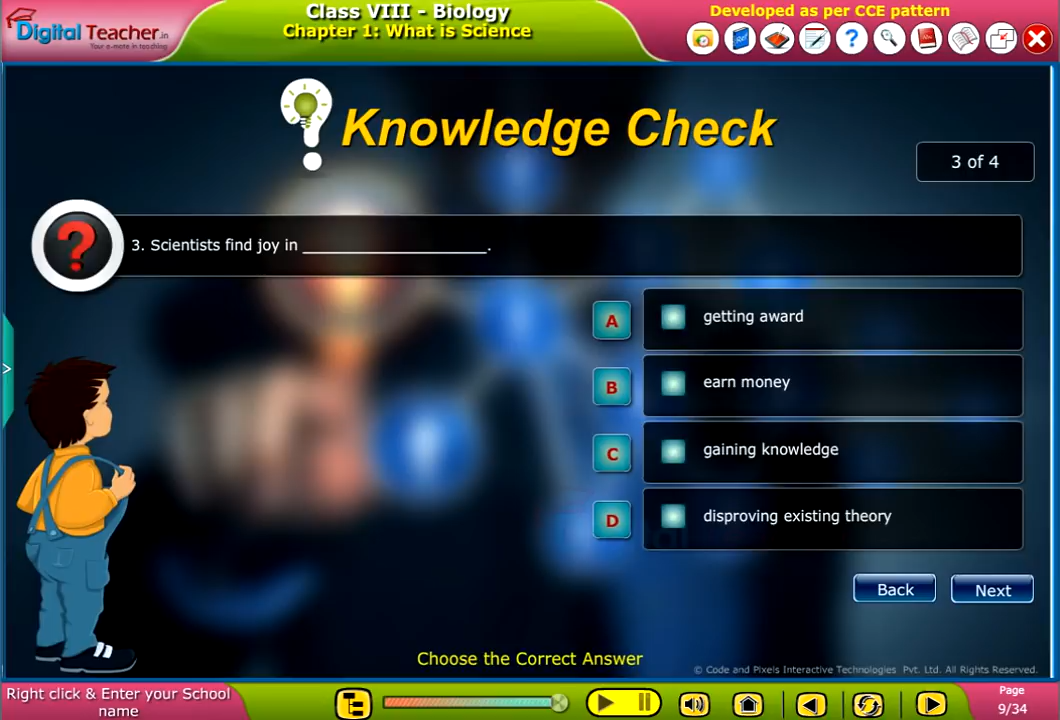 Digital Teacher.in
Your e-mate in teaching
Class VIII - Biology
Chapter 1: What is Science
Developed as per CCE pattern
Knowledge Check
3 of 4
3. Scientists find joy in ____________________.
A getting award
B earn money
C gaining knowledge
D disproving existing theory
Back Next
Choose the Correct Answer
© Code and Pixels Interactive Technologies Pvt. Ltd. All Rights Reserved.
Right click & Enter your School
name
Page
9/34